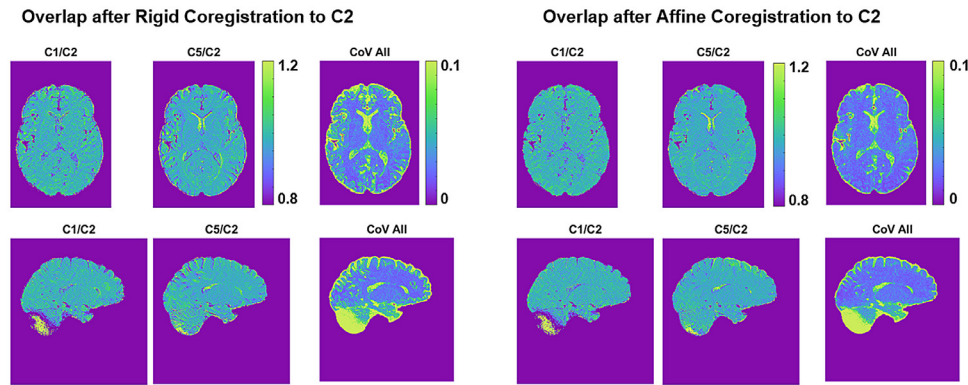 Overlap after Rigid Coregistration to C2
Overlap after Affine Coregistration to C2
C1/C2
C5/C2
CoV All
1.2
0.8
0.1
0
C1/C2
C5/C2
CoV All
1.2
0.8
0.1
0
C1/C2
C5/C2
CoV All
C1/C2
C5/C2
CoV All